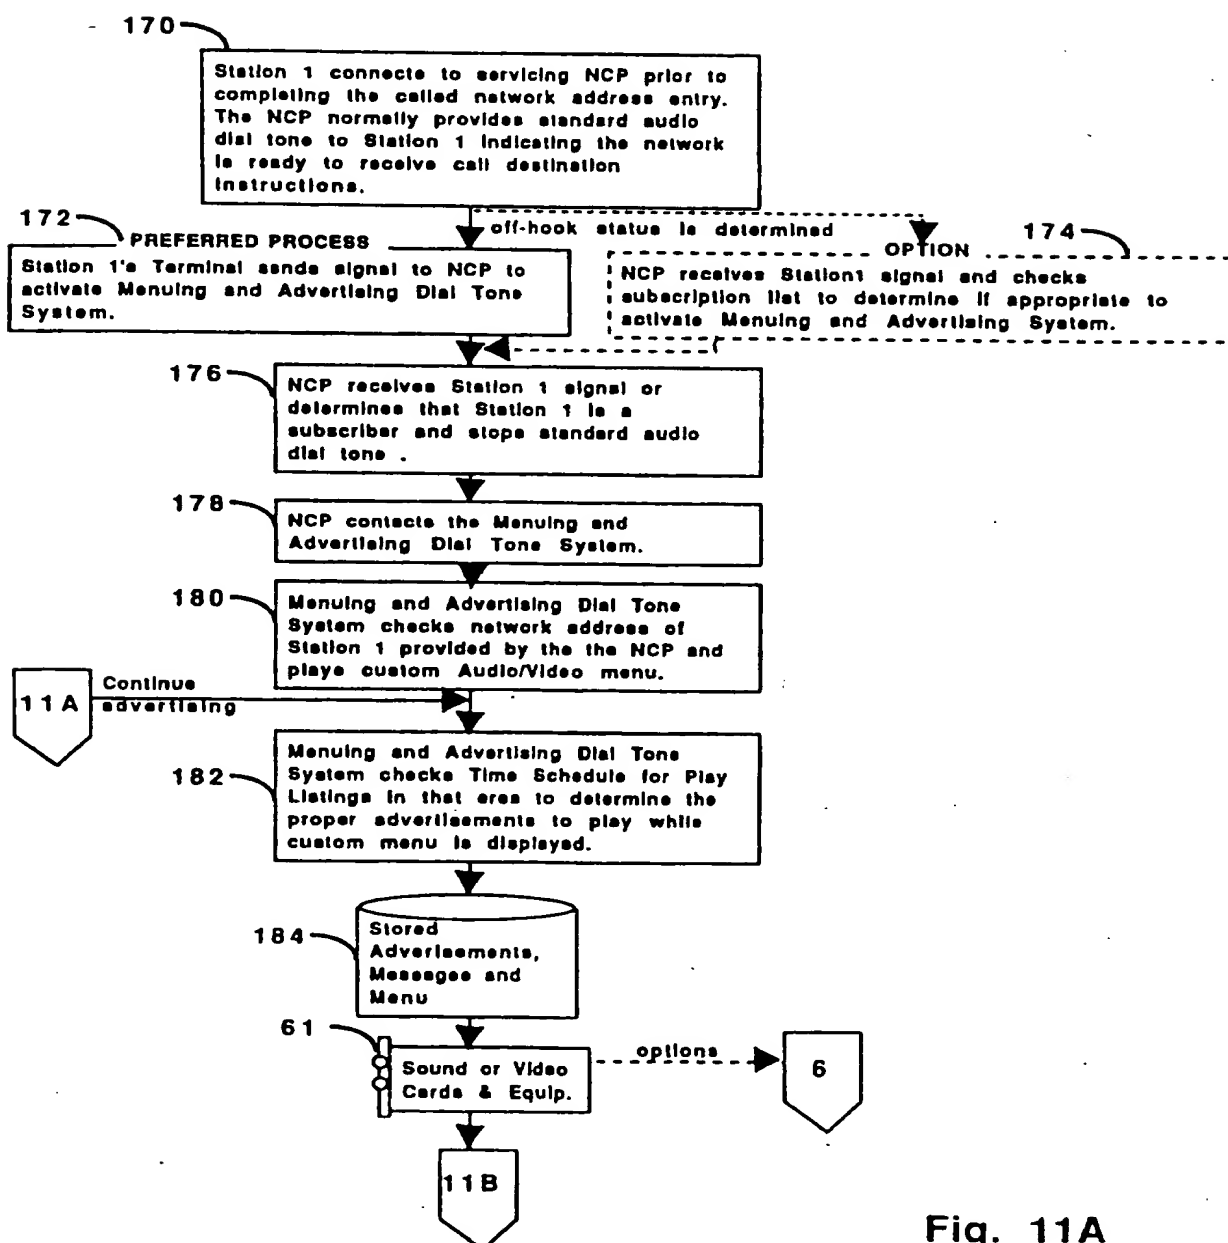 170
Station 1 connects to servicing NCP prior to
completing the called network address entry.
The NCP normally provides standard audio
dial tone to Station 1 indicating the network
is ready to receive call destination
instructions.
172
off-hook status is determined
174
PREFERRED PROCESS
OPTION
Station 1's Terminal sends signal to NCP to
activate Menuing and Advertising Dial Tone
System.
NCP receives Station1 signal and checks
subscription list to determine if appropriate to
activate Menuing and Advertising System.
176
NCP receives Station 1 signal or
determines that Station 1 is a
subscriber and stops standard audio
dial tone .
178
NCP contacts the Menuing and
Advertising Dial Tone System.
180
Menuing and Advertising Dial Tone
System checks network address of
Station 1 provided by the the NCP and
plays custom Audio/Video menu.
11A
Continue
advertising
182
Menuing and Advertising Dial Tone
System checks Time Schedule for Play
Listings in that area to determine the
proper advertisements to play while
custom menu is displayed.
184
Stored
Advertisements,
Messages and
Menu
61
Sound or Video
Cards & Equip.
options
6
11B
Fig. 11A